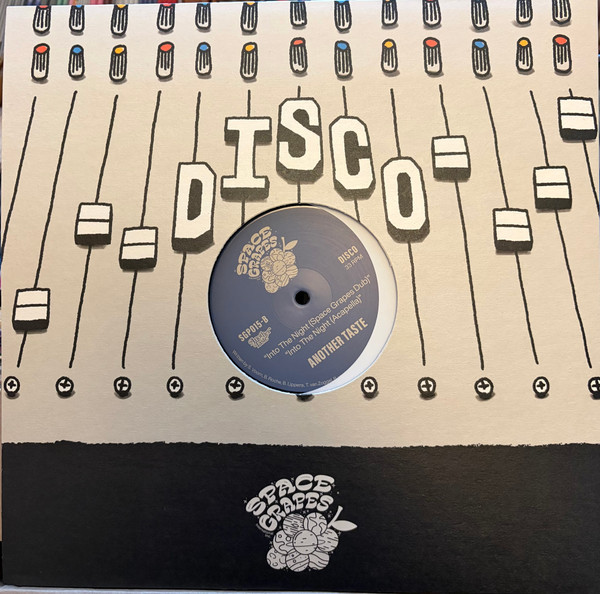 DISCO
SPACE
GRAPES
DISCO
33 RPM
SGP015-B
"Into The Night (Space Grapes Dub)"
"Into The Night (Acapella)"
ANOTHER TASTE
SPACE
GRAPES